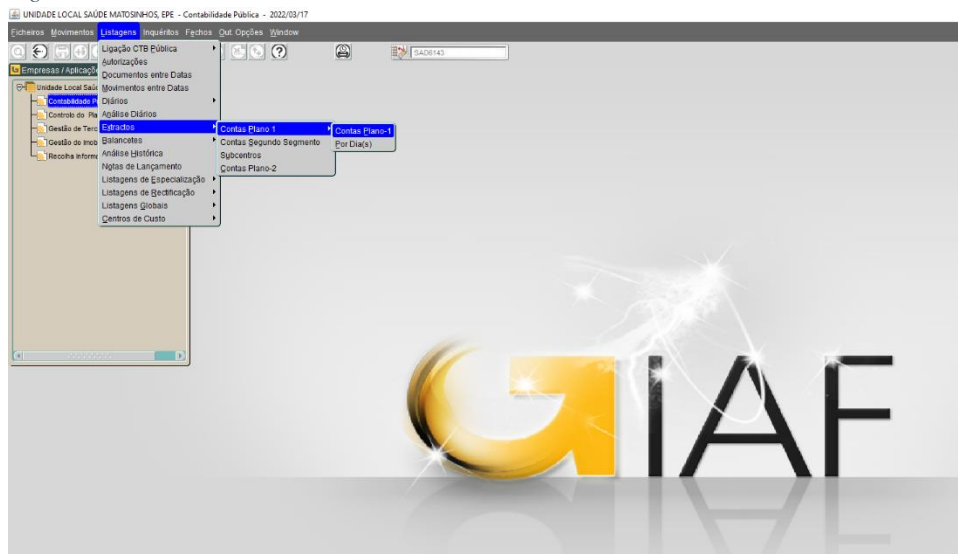 UNIDADE LOCAL SAÚDE MATOSINHOS, EPE - Contabilidade Pública - 2022/03/17
Ficheiros Movimentos Listagens Inquéritos Fechos Out. Opções Window
SAD6143
Empresas / Aplicaçõ
Unidade Local Saú
Contabilidade P
Controlo do Pla
Gestão de Terc
Gestão do Imob
Recolha Inform
Ligação CTB Pública
Autorizações
Documentos entre Datas
Movimentos entre Datas
Diários
Análise Diários
Extractos
Balancetes
Análise Histórica
Notas de Lançamento
Listagens de Especialização
Listagens de Rectificação
Listagens Globais
Centros de Custo
Contas Plano 1
Contas Segundo Segmento
Subcentros
Contas Plano-2
Contas Plano-1
Por Dia(s)
GIAF